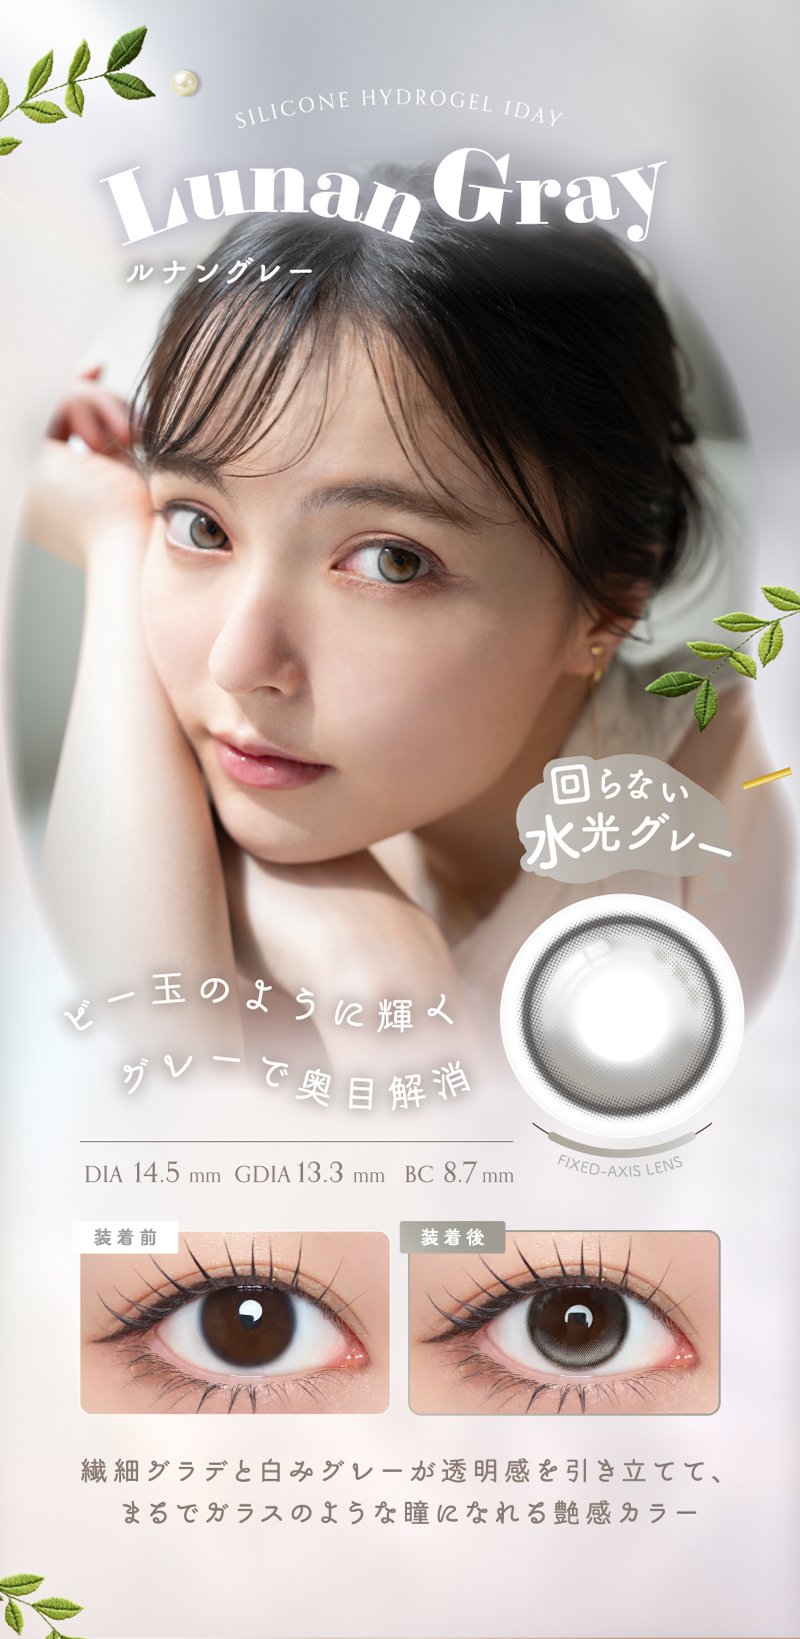 SILICONE HYDROGEL 1DAY
Lunan Gray
ルナングレー
回らない
水光グレー
ビー玉のように輝く
グレーで奥目解消
FIXED-AXIS LENS
DIA 14.5 mm GDIA 13.3 mm BC 8.7 mm
装着前
装着後
繊細グラデと白みグレーが透明感を引き立てて、
まるでガラスのような瞳になれる艶感カラー